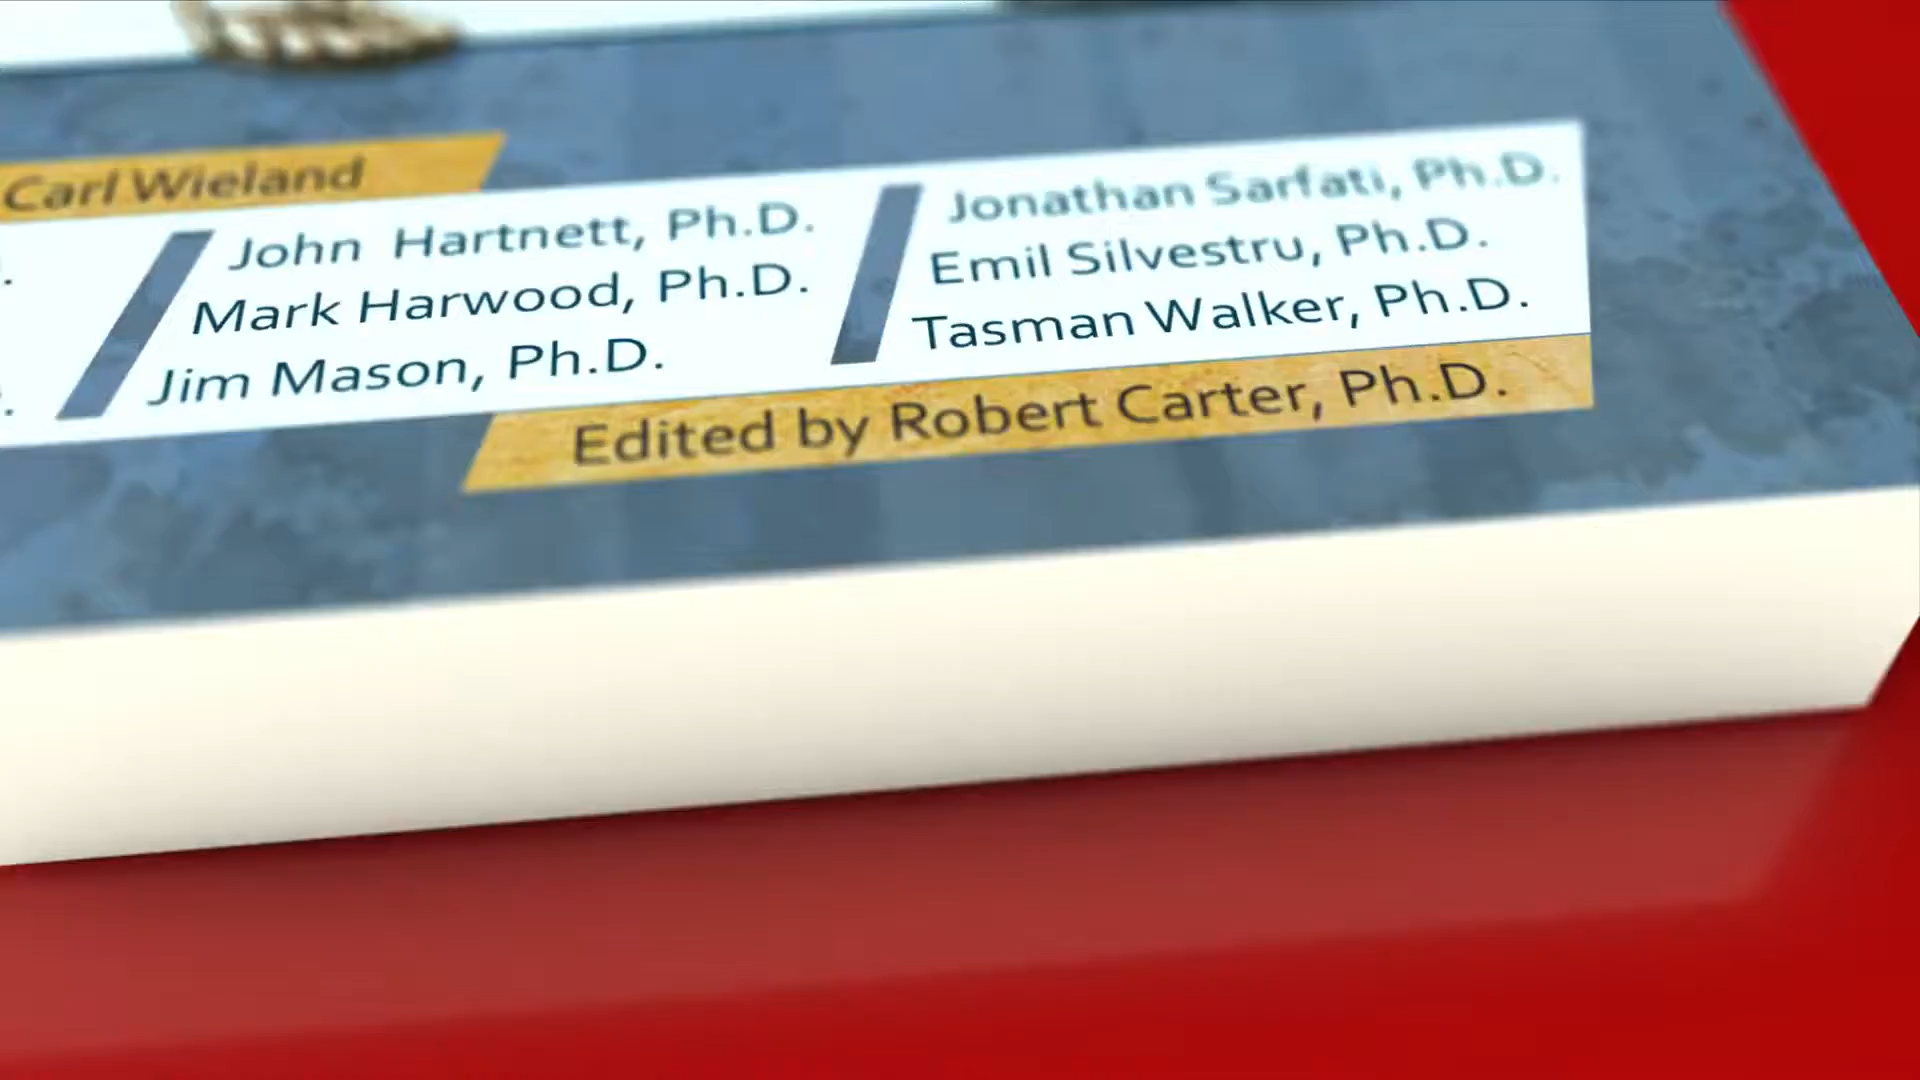 Carl Wieland
John Hartnett, Ph.D.
Mark Harwood, Ph.D.
Jim Mason, Ph.D.
Jonathan Sarfati, Ph.D.
Emil Silvestru, Ph.D.
Tasman Walker, Ph.D.
Edited by Robert Carter, Ph.D.